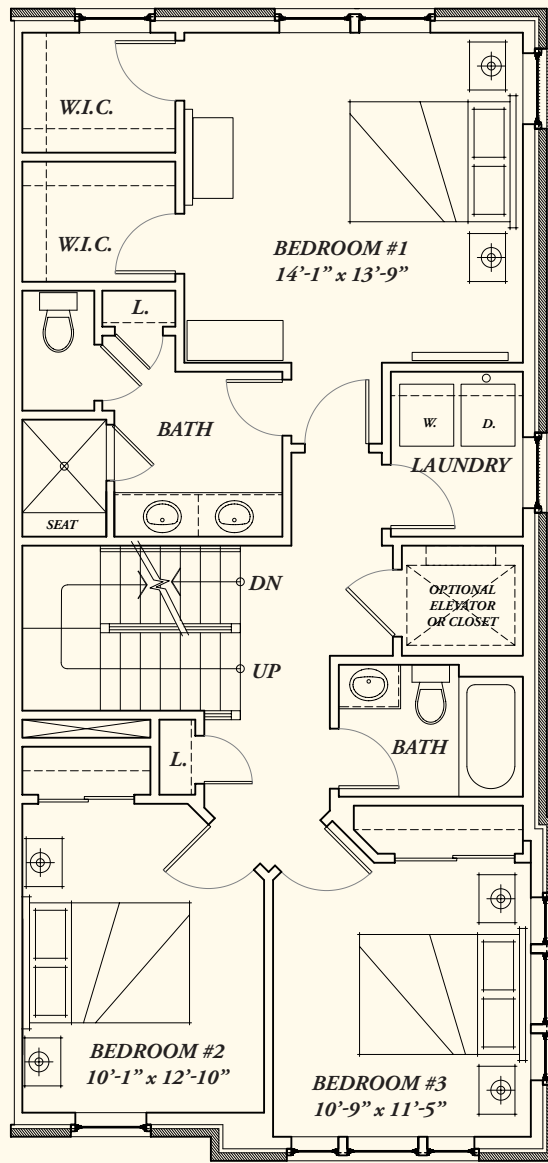 W.I.C.
W.I.C.
BEDROOM #1
14’-1” x 13’-9”
L.
BATH
W.
D.
LAUNDRY
SEAT
DN
OPTIONAL
ELEVATOR
OR CLOSET
UP
BATH
L.
BEDROOM #2
10’-1” x 12’-10”
BEDROOM #3
10’-9” x 11’-5”